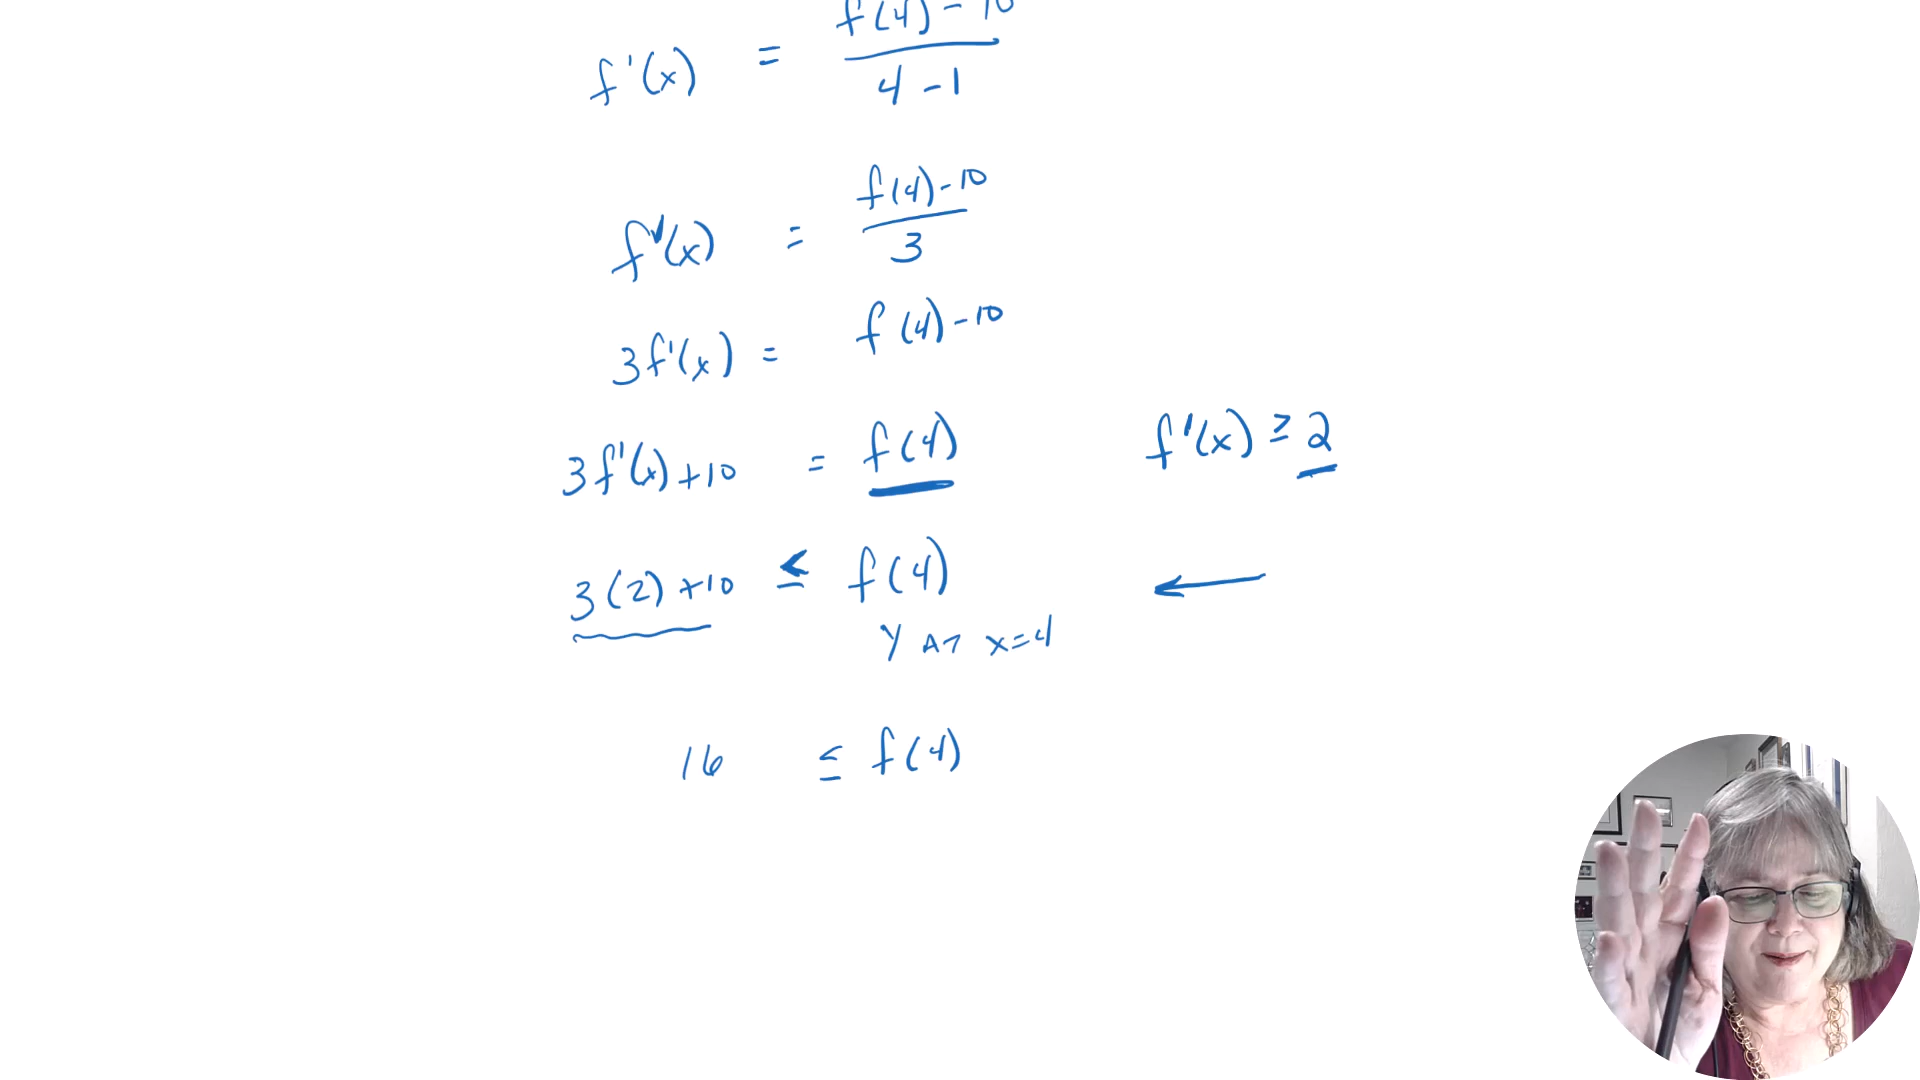 f'(x) = f(4) - 10 / 4 - 1
f'(x) = f(4) - 10 / 3
3f'(x) = f(4) - 10
3f'(x) + 10 = f(4)
f'(x) ≥ 2
3(2) + 10 ≤ f(4)
Y AT x=4
16 ≤ f(4)